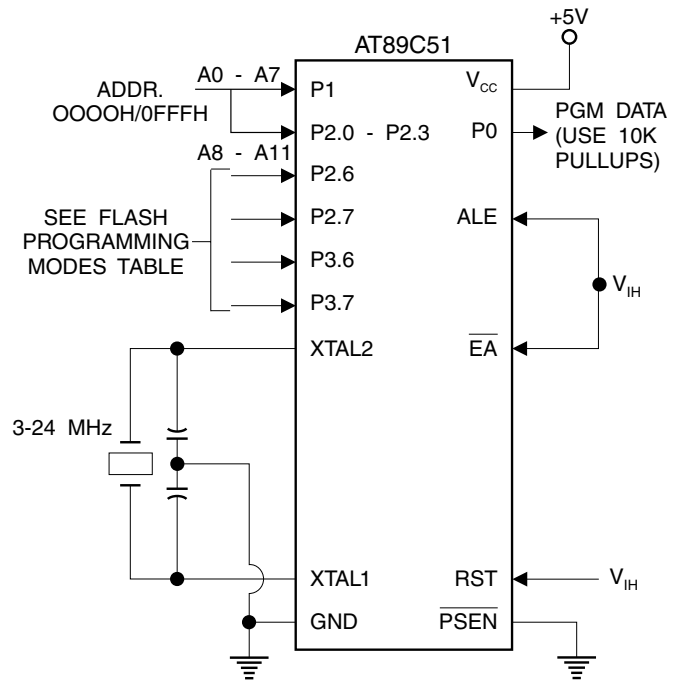 +5V
AT89C51
A0 - A7
ADDR.
OOOOH/0FFFH
P1
VCC
P2.0 - P2.3
P0
PGM DATA
(USE 10K
PULLUPS)
A8 - A11
P2.6
SEE FLASH
PROGRAMMING
MODES TABLE
P2.7
ALE
P3.6
VIH
P3.7
XTAL2
EA
3-24 MHz
XTAL1
RST
VIH
GND
PSEN